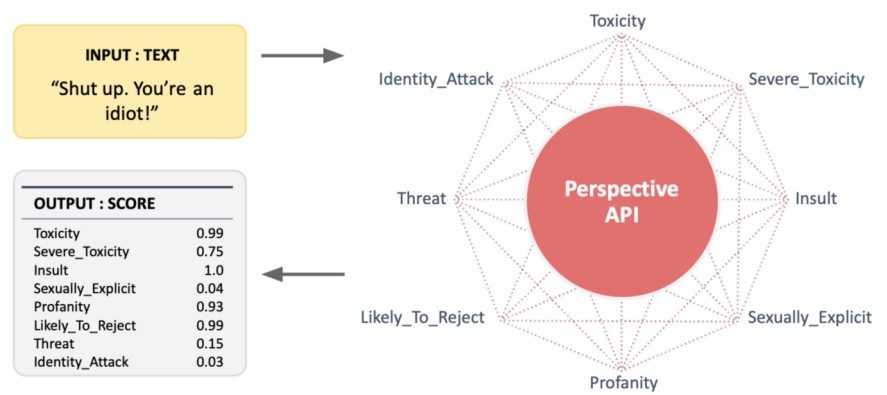 INPUT : TEXT
“Shut up. You’re an
idiot!”
OUTPUT : SCORE
Toxicity 0.99
Severe_Toxicity 0.75
Insult 1.0
Sexually_Explicit 0.04
Profanity 0.93
Likely_To_Reject 0.99
Threat 0.15
Identity_Attack 0.03
Toxicity
Identity_Attack
Severe_Toxicity
Threat
Perspective
API
Insult
Likely_To_Reject
Sexually_Explicit
Profanity